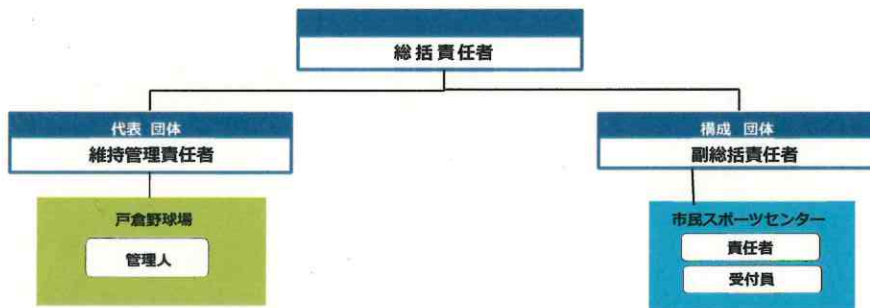 総括責任者
代表 団体
維持管理責任者
構成 団体
副総括責任者
戸倉野球場
管理人
市民スポーツセンター
責任者
受付員